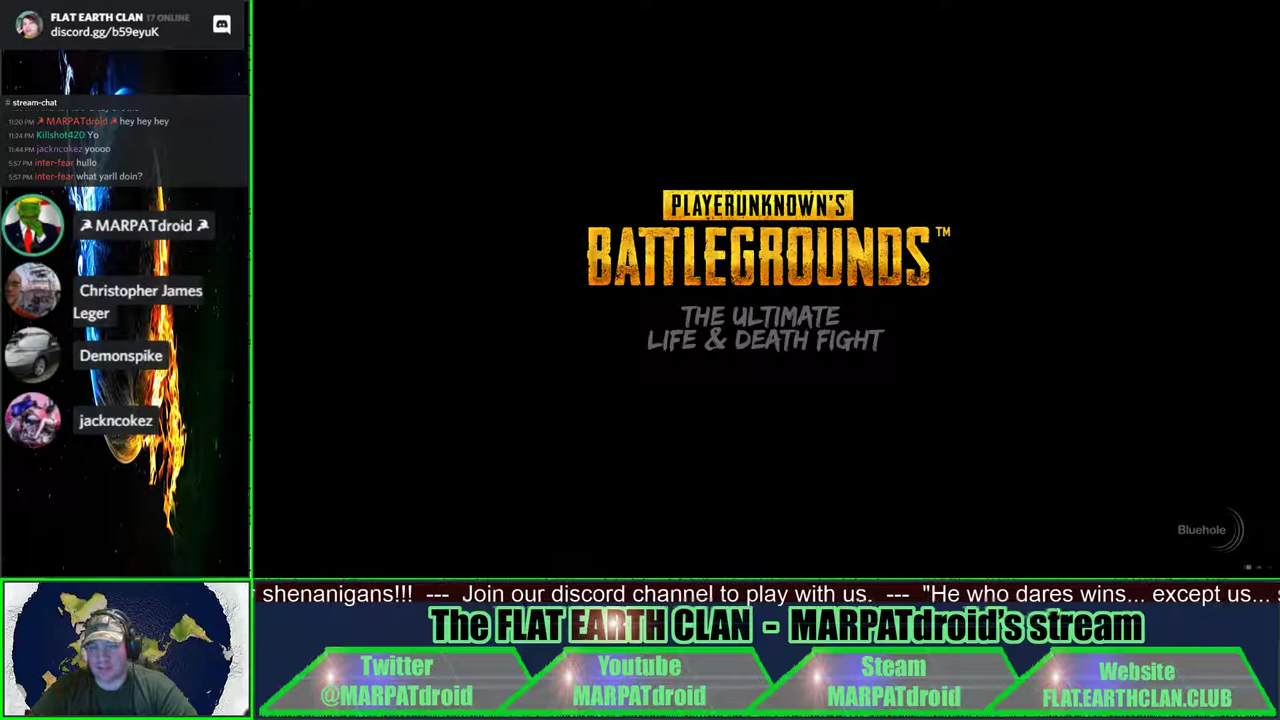 FLAT EARTH CLAN 17 ONLINE
discord.gg/b59eyuK
# stream-chat
11:20 PM ☭ MARPATdroid ☭ hey hey hey
11:24 PM Killshot420 Yo
11:44 PM jackncokez yoooo
5:57 PM inter-fear hullo
5:57 PM inter-fear what yarll doin?
☭ MARPATdroid ☭
Christopher James
Leger
Demonspike
jackncokez
PLAYERUNKNOWN'S
BATTLEGROUNDS™
THE ULTIMATE
LIFE & DEATH FIGHT
Bluehole
shenanigans!!! --- Join our discord channel to play with us. --- "He who dares wins... except us...
The FLAT EARTH CLAN - MARPATdroid's stream
Twitter
@MARPATdroid
Youtube
MARPATdroid
Steam
MARPATdroid
Website
FLAT.EARTHCLAN.CLUB